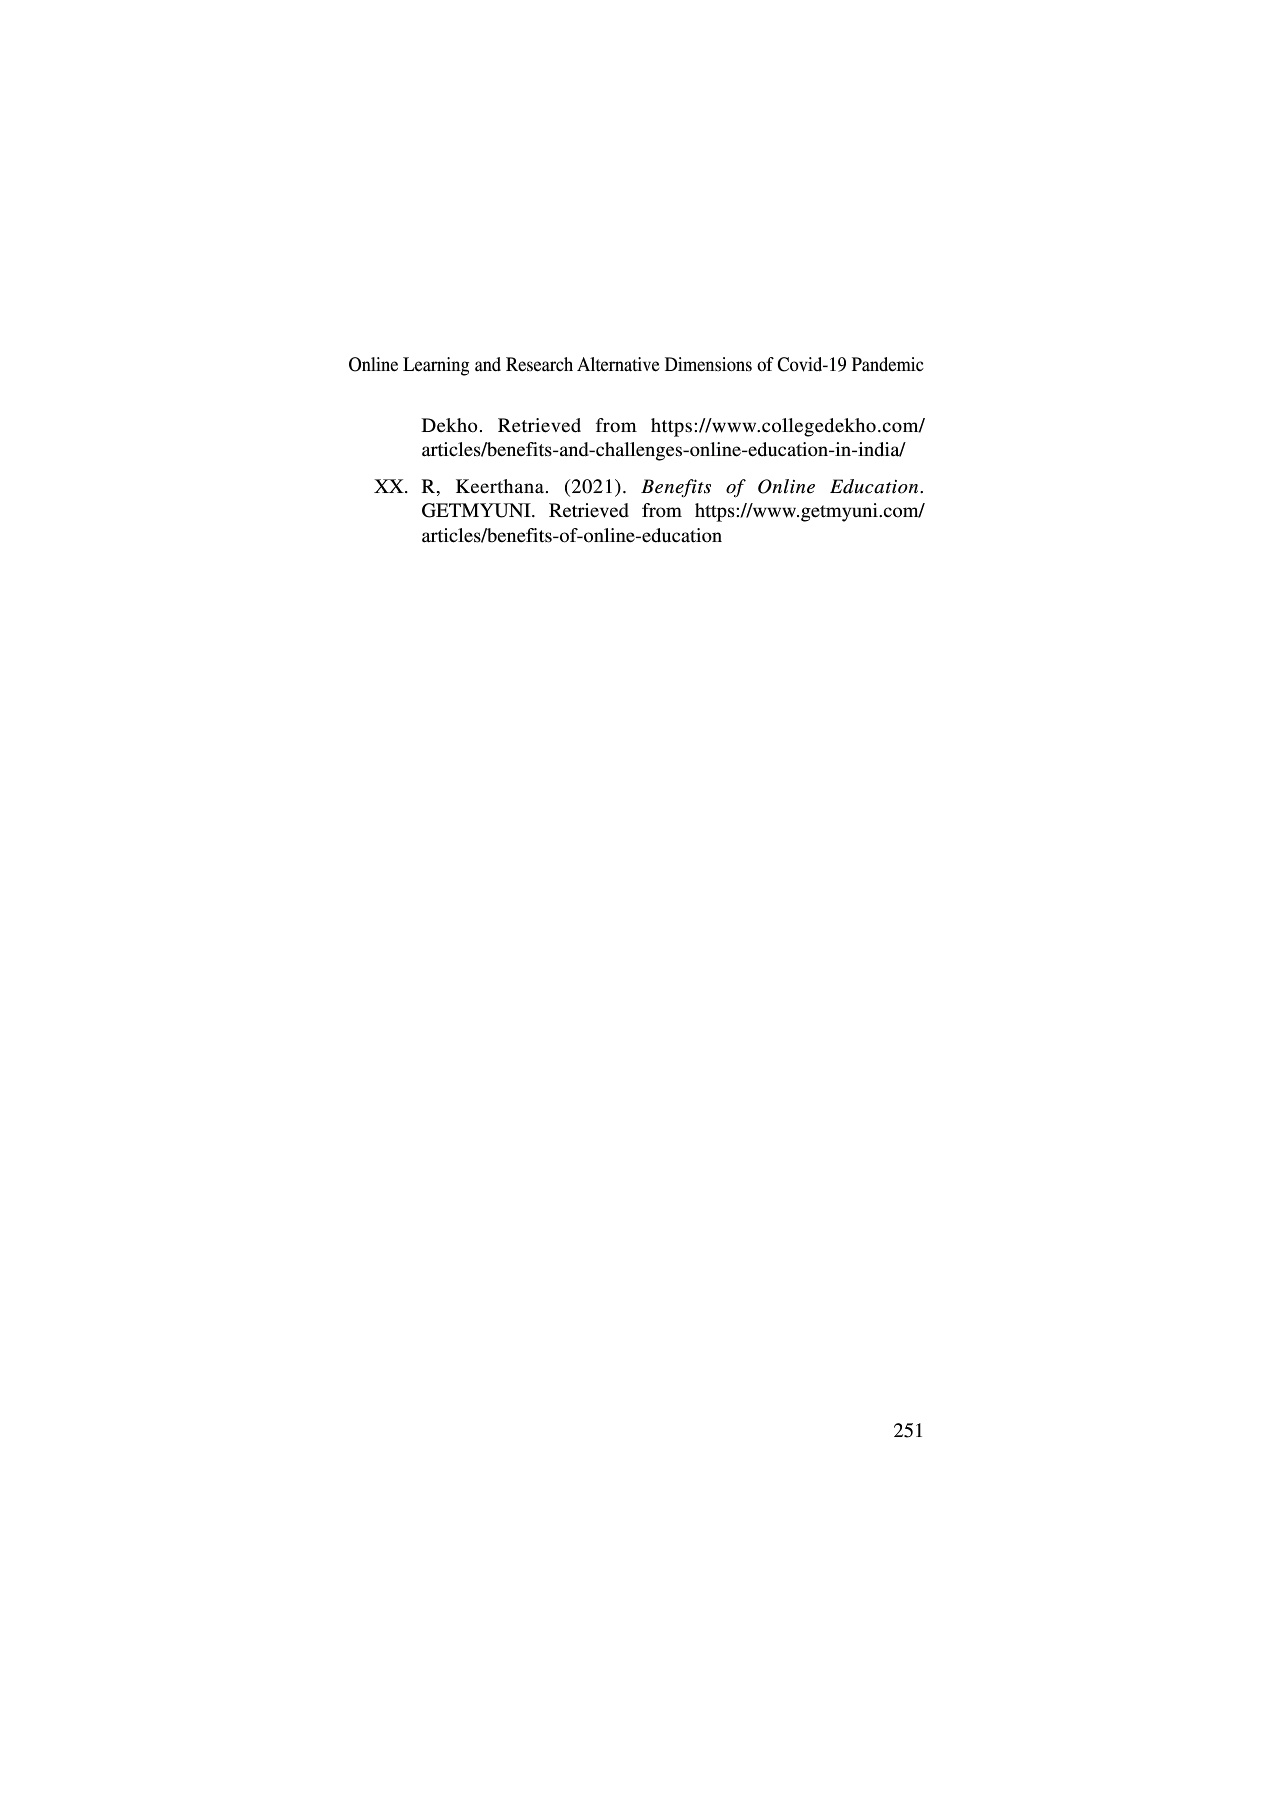 Online Learning and Research Alternative Dimensions of Covid-19 Pandemic
Dekho. Retrieved from https://www.collegedekho.com/
articles/benefits-and-challenges-online-education-in-india/
XX. R, Keerthana. (2021). Benefits of Online Education.
GETMYUNI. Retrieved from https://www.getmyuni.com/
articles/benefits-of-online-education
251